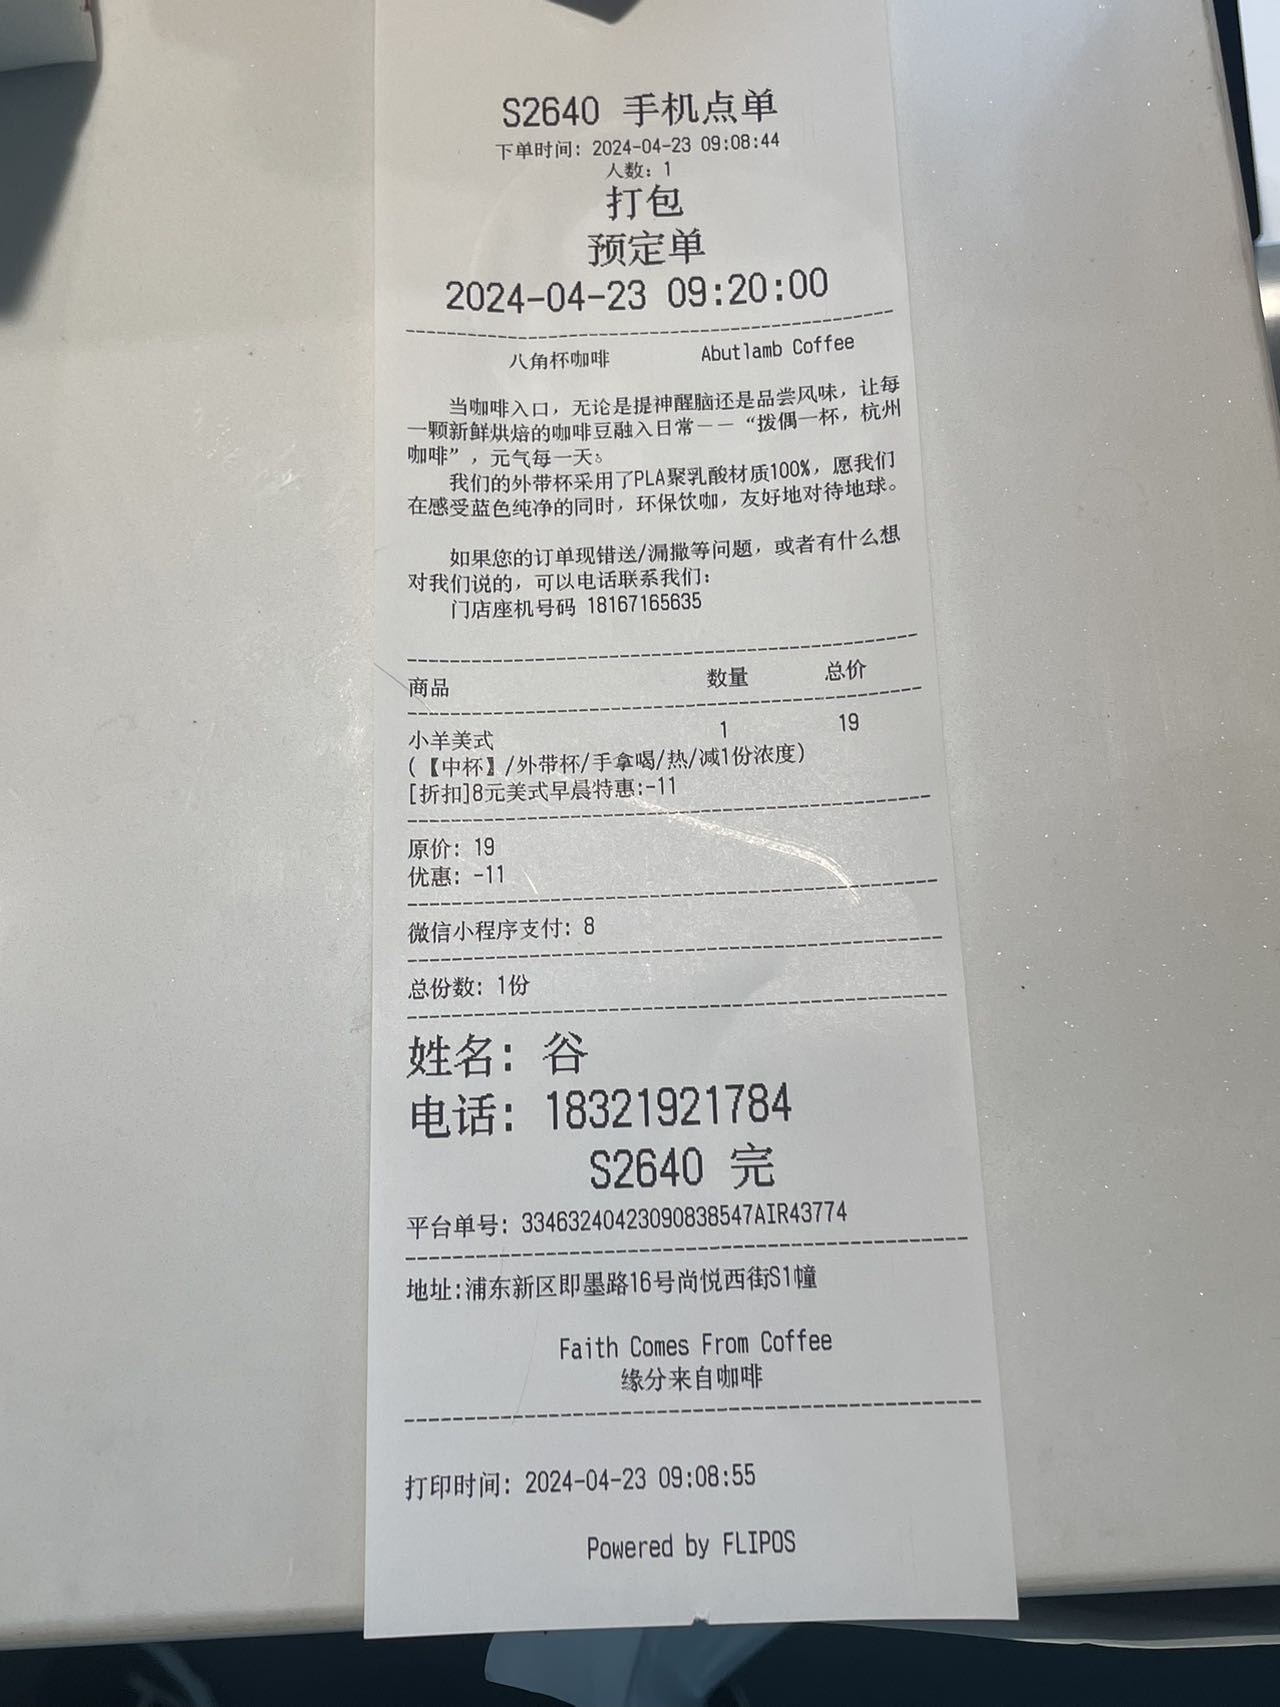 S2640 手机点单
下单时间: 2024-04-23 09:08:44
人数: 1
打包
预定单
2024-04-23 09:20:00
八角杯咖啡 Abutlamb Coffee
当咖啡入口，无论是提神醒脑还是品尝风味，让每
一颗新鲜烘焙的咖啡豆融入日常——“拨偶一杯，杭州
咖啡”，元气每一天。
我们的外带杯采用了PLA聚乳酸材质100%，愿我们
在感受蓝色纯净的同时，环保饮咖，友好地对待地球。
如果您的订单现错送/漏撒等问题，或者有什么想
对我们说的，可以电话联系我们：
门店座机号码 18167165635
商品 数量 总价
小羊美式 1 19
(【中杯】/外带杯/手拿喝/热/减1份浓度)
[折扣]8元美式早晨特惠:-11
原价: 19
优惠: -11
微信小程序支付: 8
总份数: 1份
姓名: 谷
电话: 18321921784
S2640 完
平台单号: 33463240423090838547AIR43774
地址:浦东新区即墨路16号尚悦西街S1幢
Faith Comes From Coffee
缘分来自咖啡
打印时间: 2024-04-23 09:08:55
Powered by FLIPOS